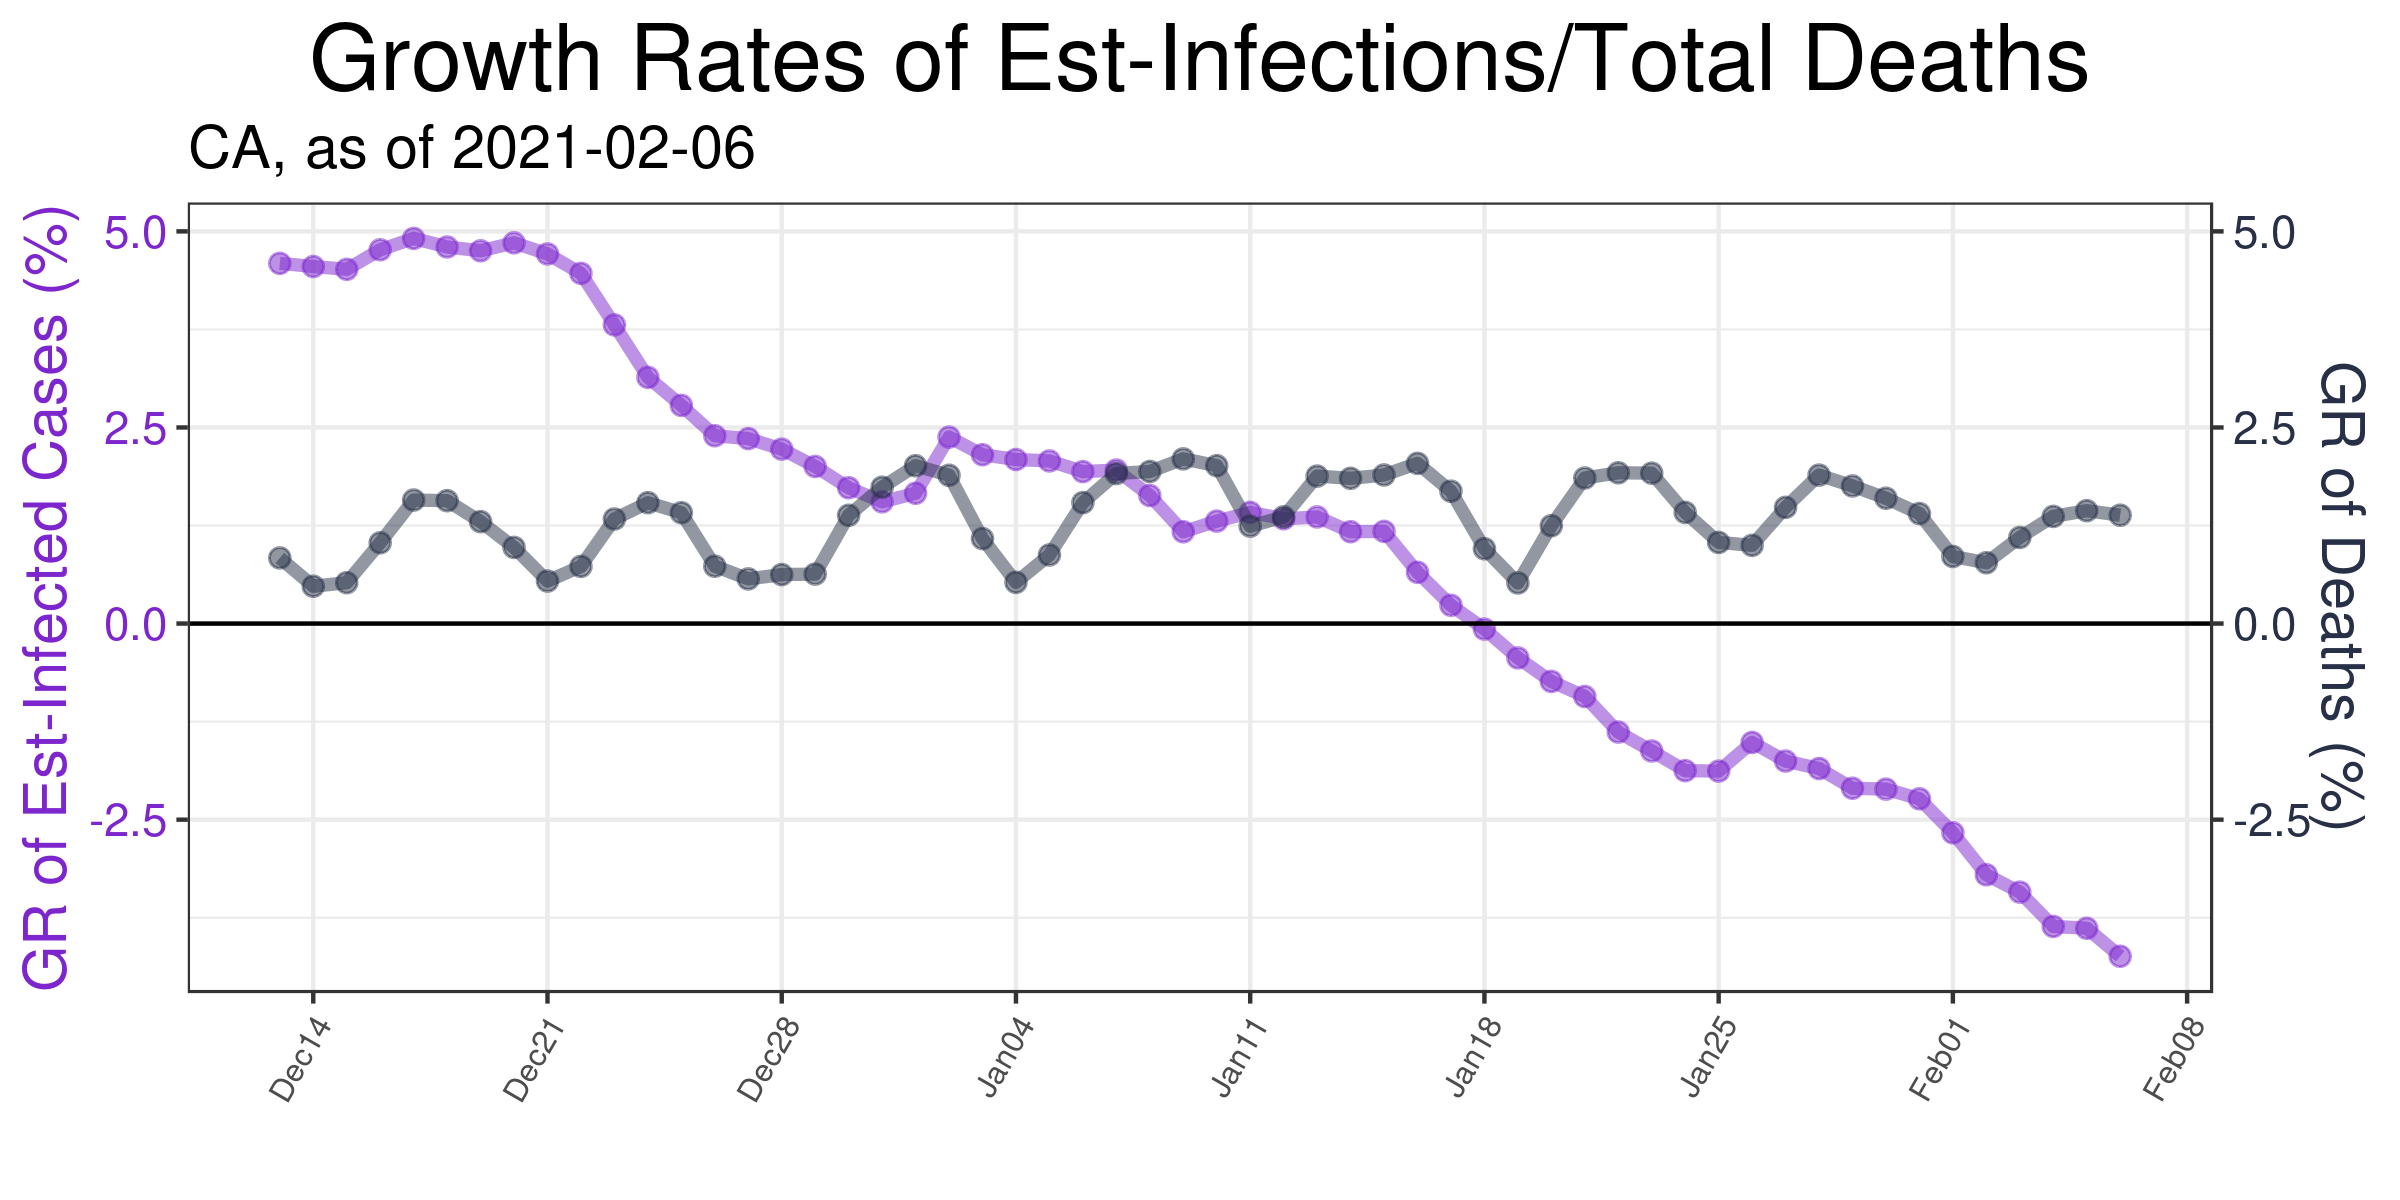 Growth Rates of Est-Infections/Total Deaths
CA, as of 2021-02-06
GR of Est-Infected Cases (%)
5.0
2.5
0.0
-2.5
5.0
2.5
0.0
-2.5
GR of Deaths (%)
Dec14
Dec21
Dec28
Jan04
Jan11
Jan18
Jan25
Feb01
Feb08